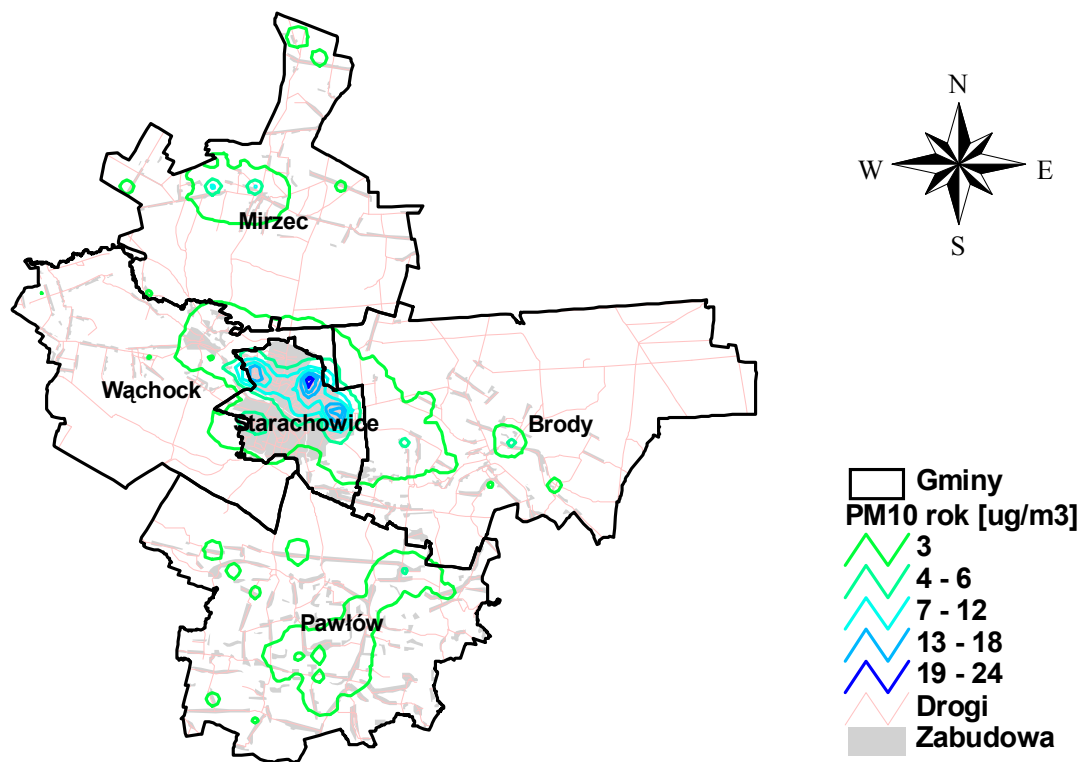 N
W
E
S
Mirzec
Wąchock
Starachowice
Brody
Pawłów
Gminy
PM10 rok [ug/m3]
3
4 - 6
7 - 12
13 - 18
19 - 24
Drogi
Zabudowa